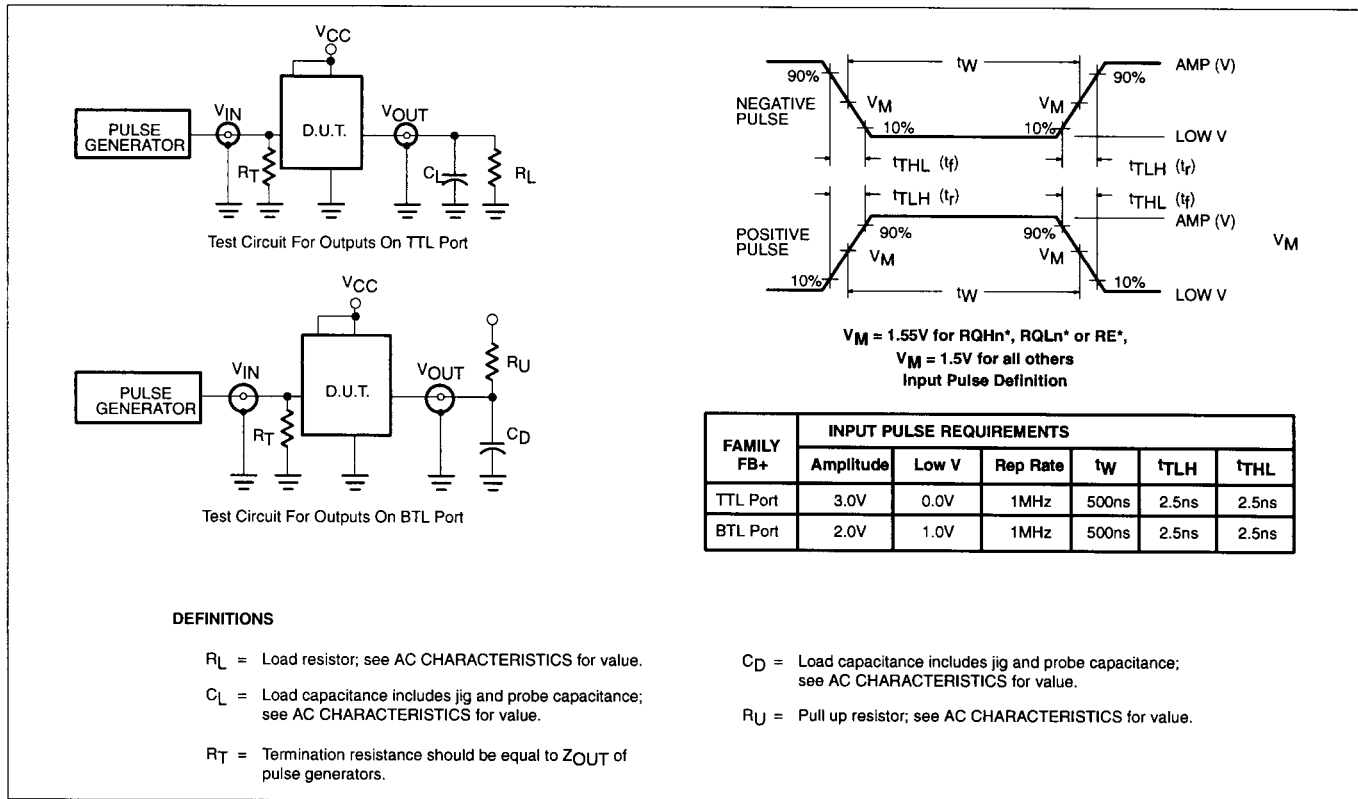 VCC
VIN
VOUT
PULSE
GENERATOR
D.U.T.
RT
CL
RL
Test Circuit For Outputs On TTL Port
VCC
VIN
VOUT
RU
PULSE
GENERATOR
D.U.T.
RT
CD
Test Circuit For Outputs On BTL Port
90%
tW
90%
AMP (V)
NEGATIVE
PULSE
VM
VM
10%
10%
LOW V
tTHL (tf)
tTLH (tr)
tTLH (tr)
tTHL (tf)
AMP (V)
POSITIVE
PULSE
90%
90%
VM
VM
VM
10%
10%
tW
LOW V
VM = 1.55V for RQHn*, RQLn* or RE*,
VM = 1.5V for all others
Input Pulse Definition
FAMILY
FB+
INPUT PULSE REQUIREMENTS
Amplitude Low V Rep Rate tW tTLH tTHL
TTL Port 3.0V 0.0V 1MHz 500ns 2.5ns 2.5ns
BTL Port 2.0V 1.0V 1MHz 500ns 2.5ns 2.5ns
DEFINITIONS
RL = Load resistor; see AC CHARACTERISTICS for value.
CL = Load capacitance includes jig and probe capacitance;
see AC CHARACTERISTICS for value.
RT = Termination resistance should be equal to ZOUT of
pulse generators.
CD = Load capacitance includes jig and probe capacitance;
see AC CHARACTERISTICS for value.
RU = Pull up resistor; see AC CHARACTERISTICS for value.